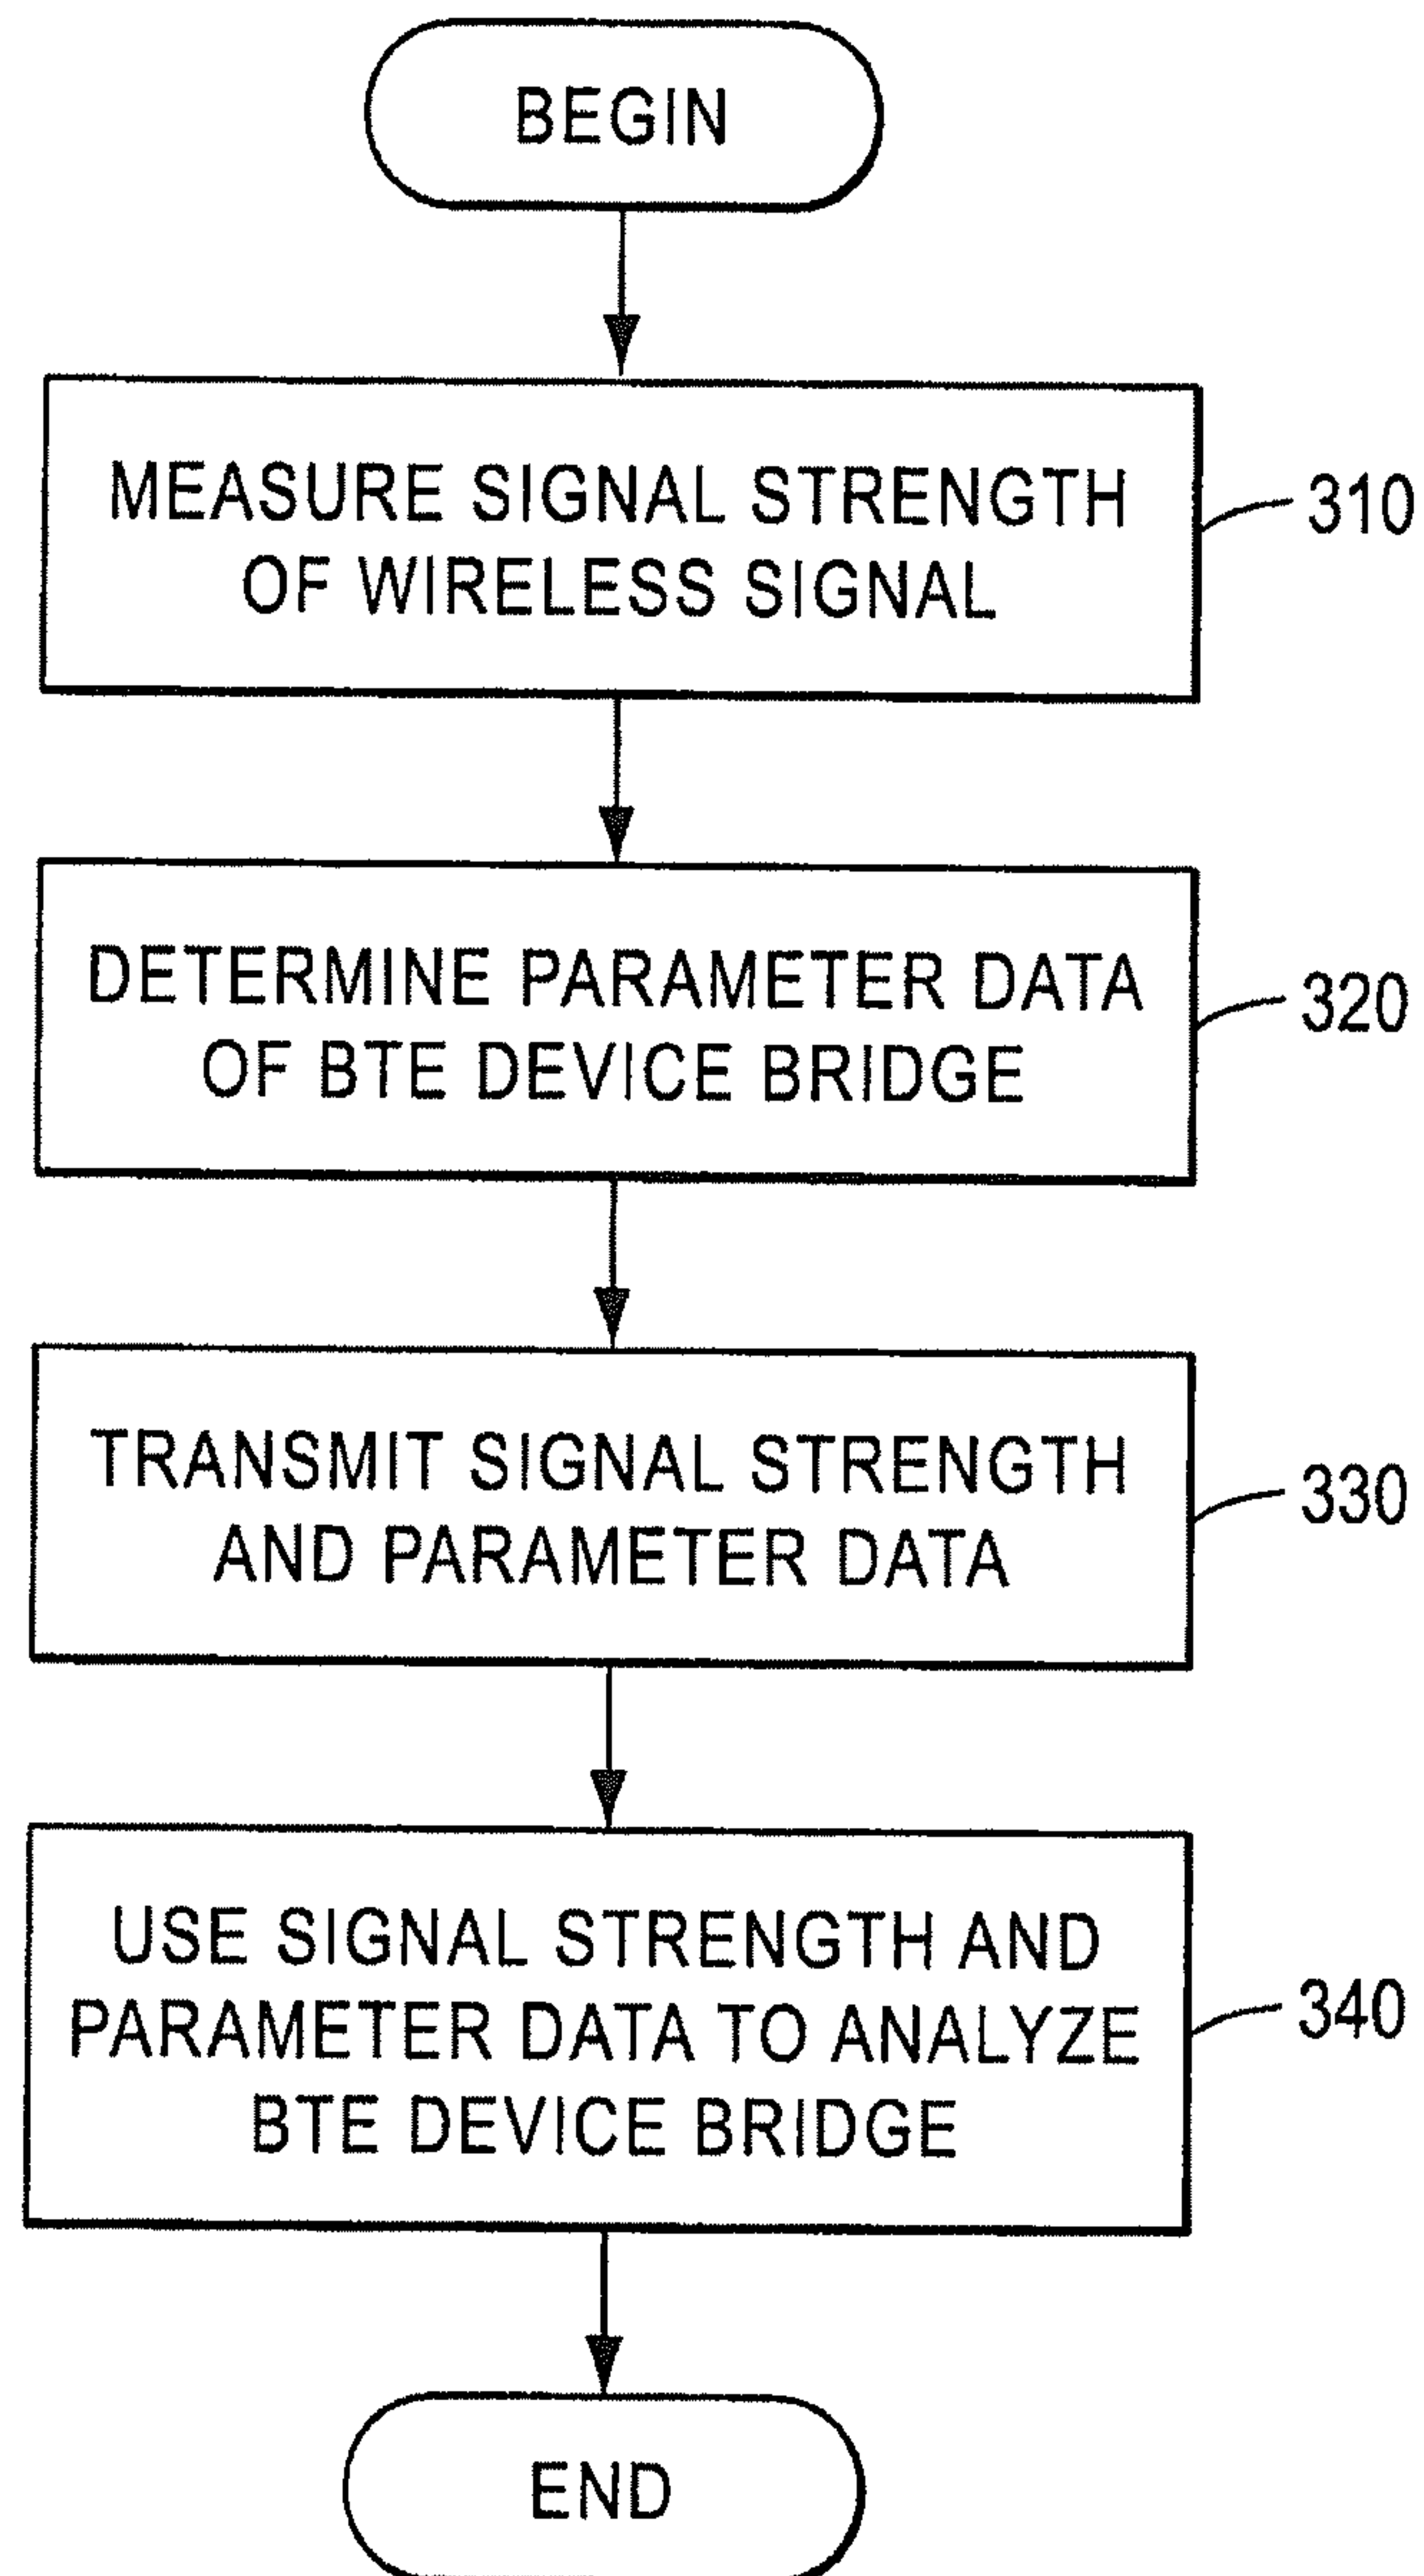 BEGIN
MEASURE SIGNAL STRENGTH
OF WIRELESS SIGNAL
310
DETERMINE PARAMETER DATA
OF BTE DEVICE BRIDGE
320
TRANSMIT SIGNAL STRENGTH
AND PARAMETER DATA
330
USE SIGNAL STRENGTH AND
PARAMETER DATA TO ANALYZE
BTE DEVICE BRIDGE
340
END